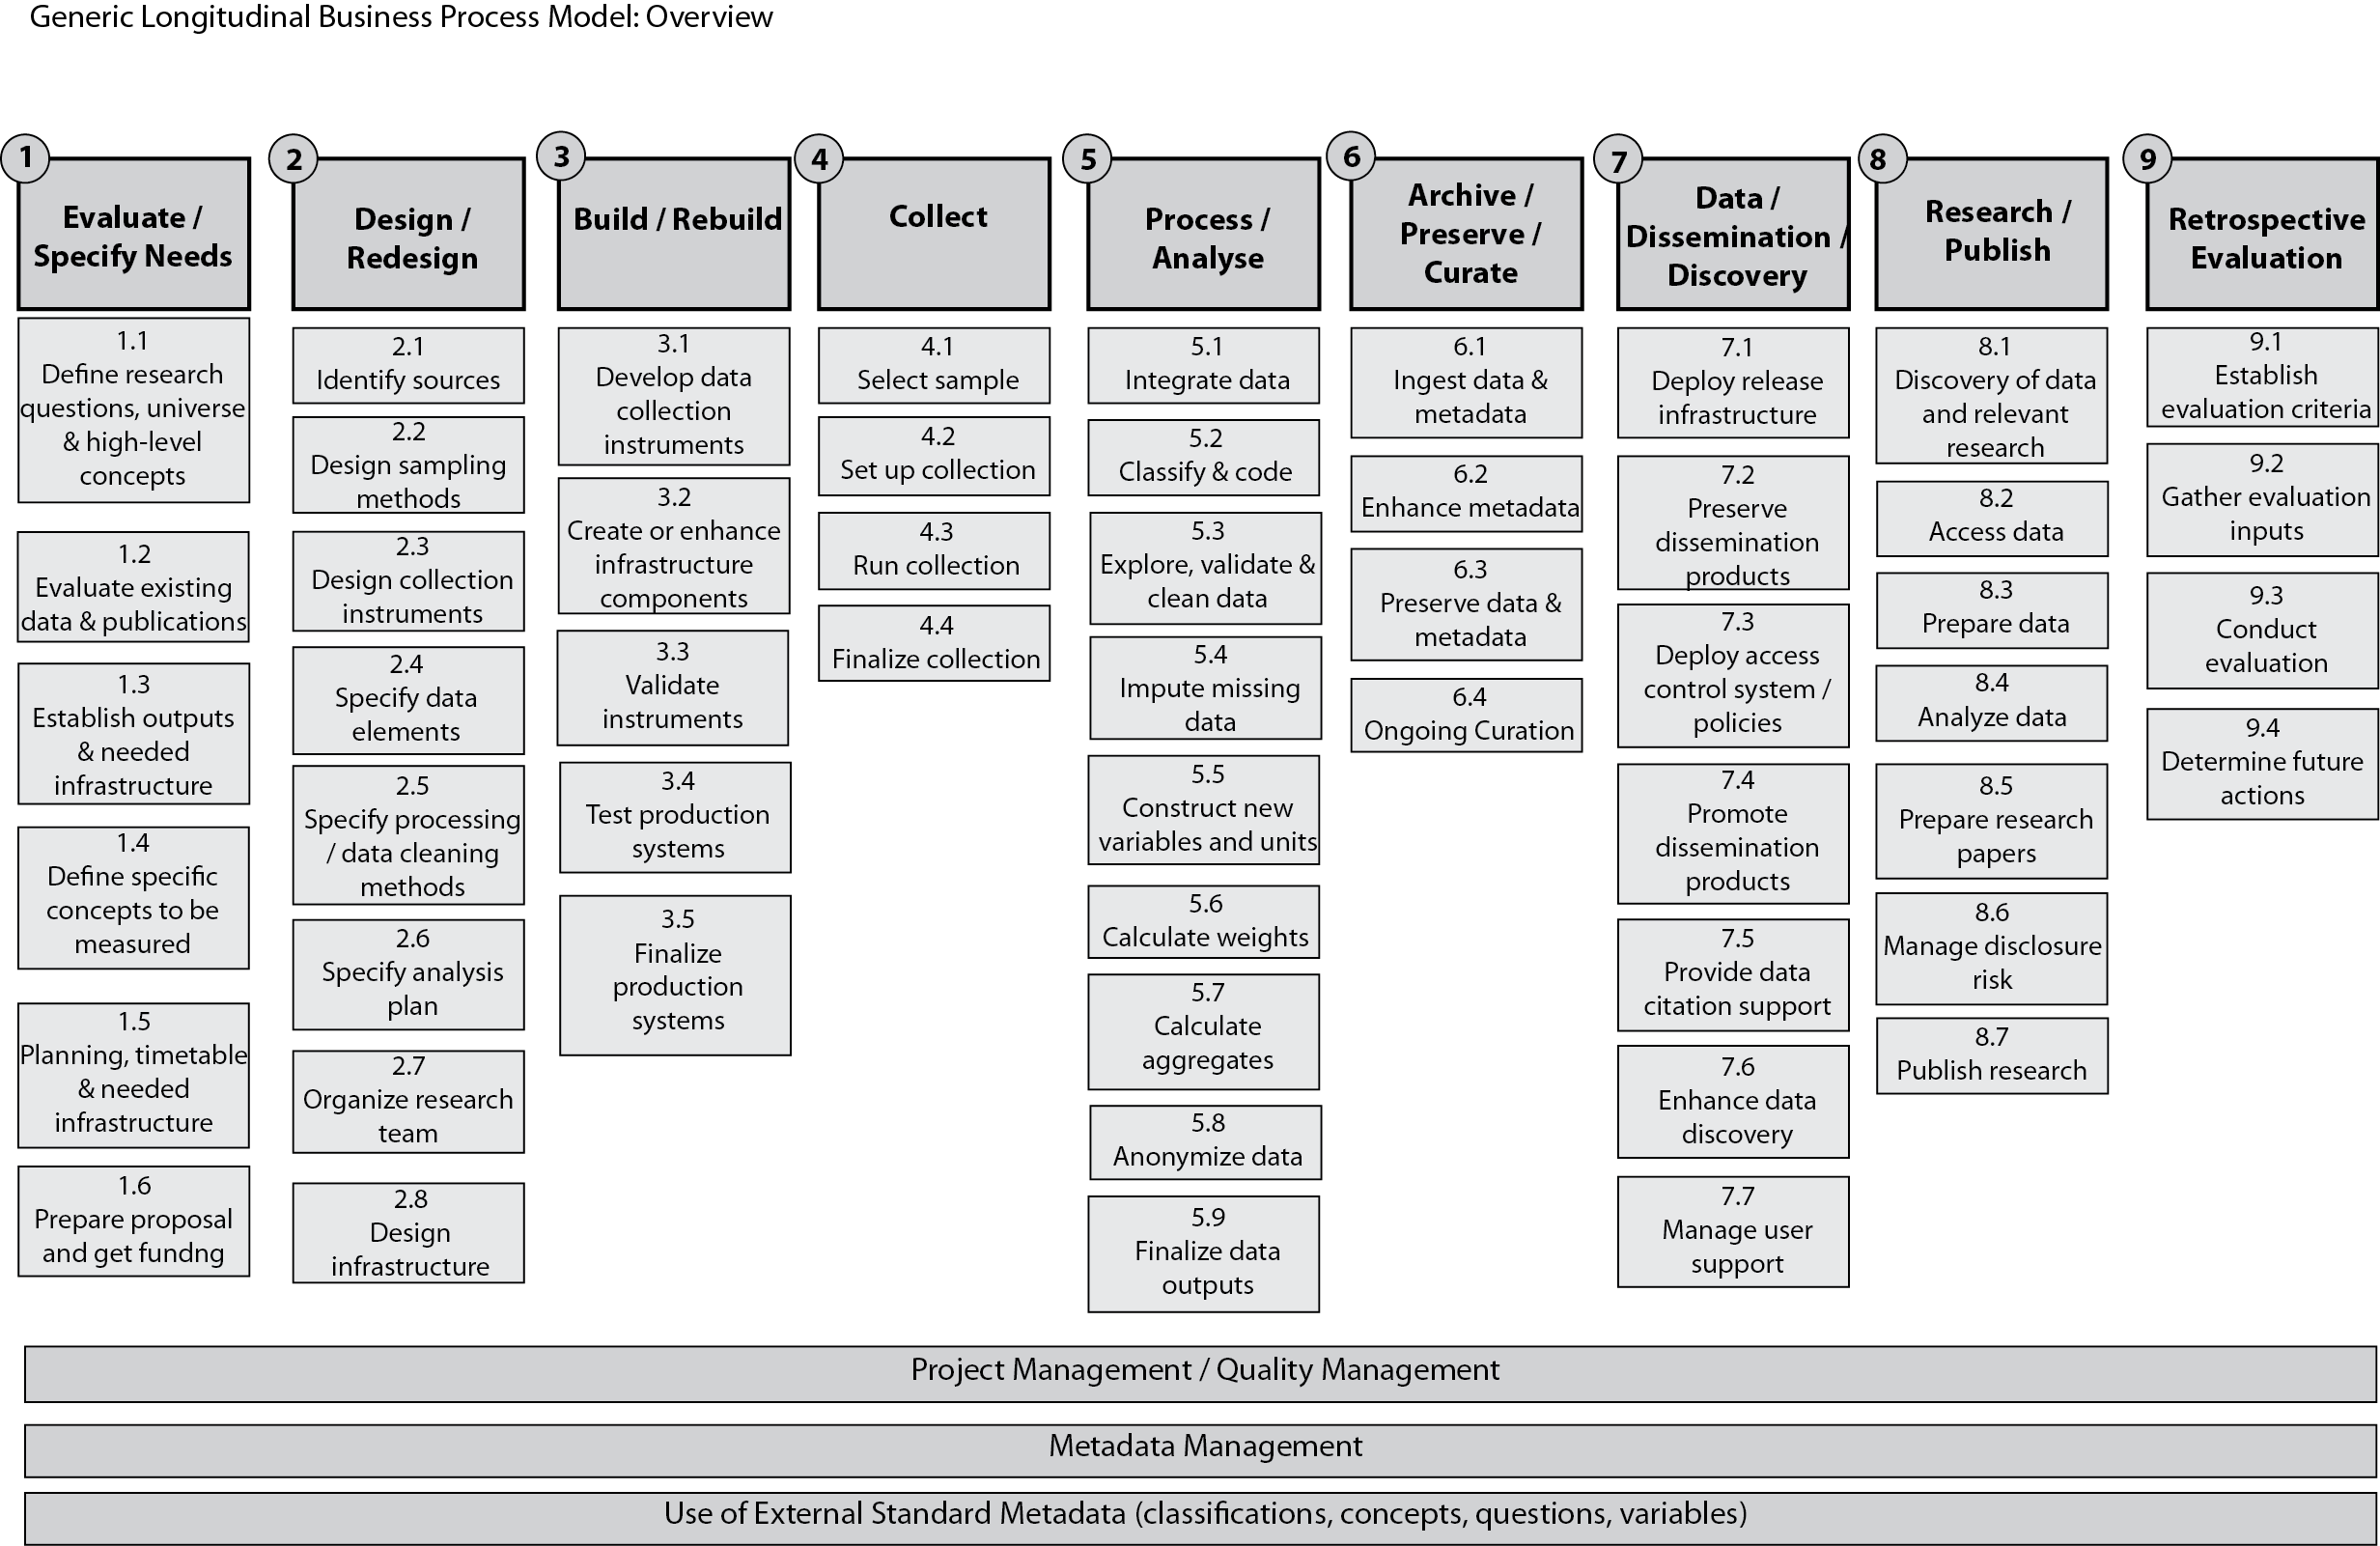 Generic Longitudinal Business Process Model: Overview
1
Evaluate /
Specify Needs
1.1
Define research
questions, universe
& high-level
concepts
1.2
Evaluate existing
data & publications
1.3
Establish outputs
& needed
infrastructure
1.4
Define specific
concepts to be
measured
1.5
Planning, timetable
& needed
infrastructure
1.6
Prepare proposal
and get fundng
2
Design /
Redesign
2.1
Identify sources
2.2
Design sampling
methods
2.3
Design collection
instruments
2.4
Specify data
elements
2.5
Specify processing
/ data cleaning
methods
2.6
Specify analysis
plan
2.7
Organize research
team
2.8
Design
infrastructure
3
Build / Rebuild
3.1
Develop data
collection
instruments
3.2
Create or enhance
infrastructure
components
3.3
Validate
instruments
3.4
Test production
systems
3.5
Finalize
production
systems
4
Collect
4.1
Select sample
4.2
Set up collection
4.3
Run collection
4.4
Finalize collection
5
Process /
Analyse
5.1
Integrate data
5.2
Classify & code
5.3
Explore, validate &
clean data
5.4
Impute missing
data
5.5
Construct new
variables and units
5.6
Calculate weights
5.7
Calculate
aggregates
5.8
Anonymize data
5.9
Finalize data
outputs
6
Archive /
Preserve /
Curate
6.1
Ingest data &
metadata
6.2
Enhance metadata
6.3
Preserve data &
metadata
6.4
Ongoing Curation
7
Data /
Dissemination /
Discovery
7.1
Deploy release
infrastructure
7.2
Preserve
dissemination
products
7.3
Deploy access
control system /
policies
7.4
Promote
dissemination
products
7.5
Provide data
citation support
7.6
Enhance data
discovery
7.7
Manage user
support
8
Research /
Publish
8.1
Discovery of data
and relevant
research
8.2
Access data
8.3
Prepare data
8.4
Analyze data
8.5
Prepare research
papers
8.6
Manage disclosure
risk
8.7
Publish research
9
Retrospective
Evaluation
9.1
Establish
evaluation criteria
9.2
Gather evaluation
inputs
9.3
Conduct
evaluation
9.4
Determine future
actions
Project Management / Quality Management
Metadata Management
Use of External Standard Metadata (classifications, concepts, questions, variables)